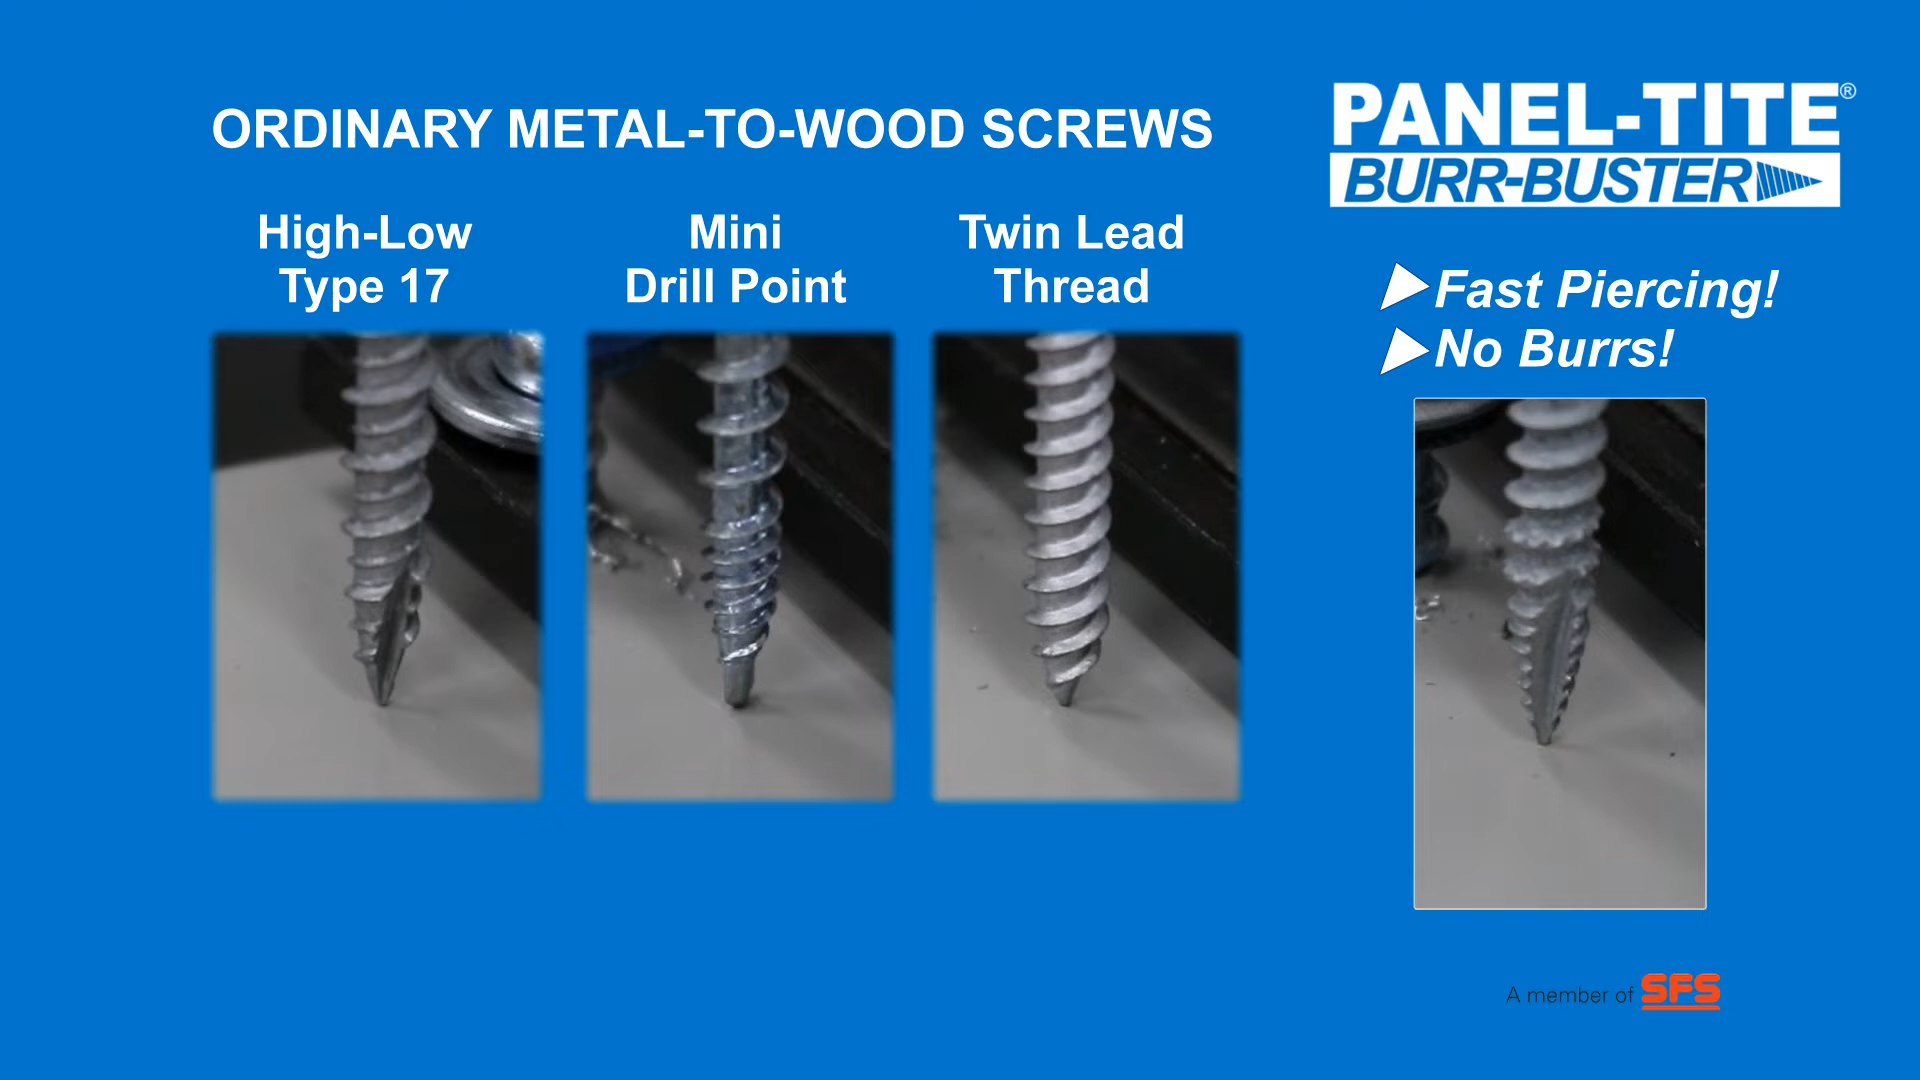 ORDINARY METAL-TO-WOOD SCREWS
High-Low
Type 17
Mini
Drill Point
Twin Lead
Thread
PANEL-TITE®
BURR-BUSTER
Fast Piercing!
No Burrs!
A member of SFS